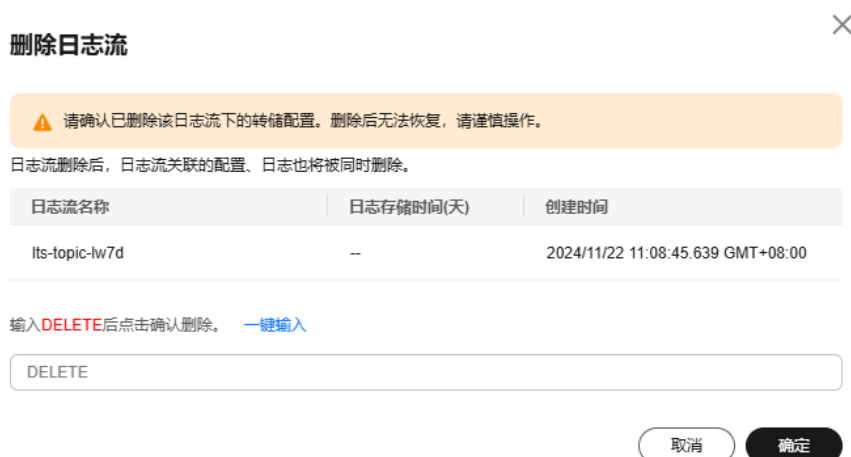 删除日志流
请确认已删除该日志流下的转储配置。删除后无法恢复，请谨慎操作。
日志流删除后，日志流关联的配置、日志也将被同时删除。
日志流名称 日志存储时间(天) 创建时间
lts-topic-lw7d -- 2024/11/22 11:08:45.639 GMT+08:00
输入DELETE后点击确认删除。 一键输入
DELETE
取消 确定